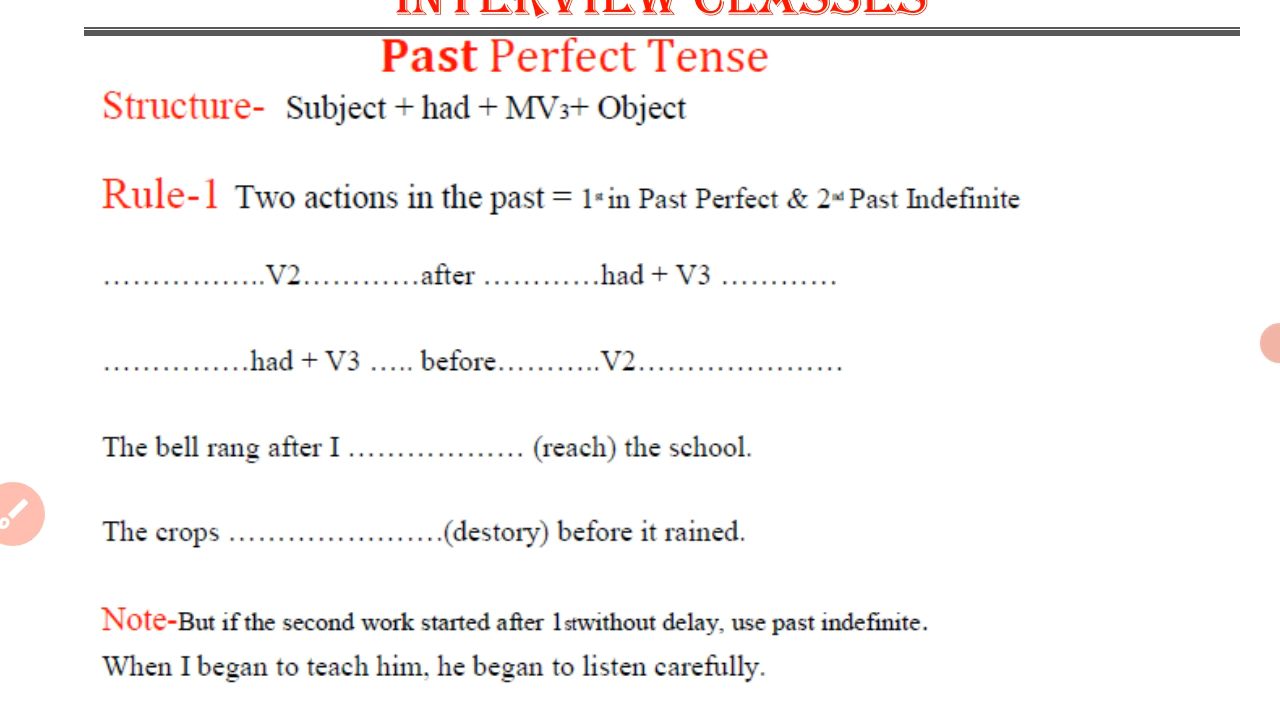 INTERVIEW CLASSES
Past Perfect Tense
Structure- Subject + had + MV3+ Object
Rule-1 Two actions in the past = 1st in Past Perfect & 2nd Past Indefinite
……………..V2…………after …………had + V3 …………
……………had + V3 ….. before………..V2…………………
The bell rang after I ……………… (reach) the school.
The crops ………………….(destory) before it rained.
Note-But if the second work started after 1stwithout delay, use past indefinite.
When I began to teach him, he began to listen carefully.